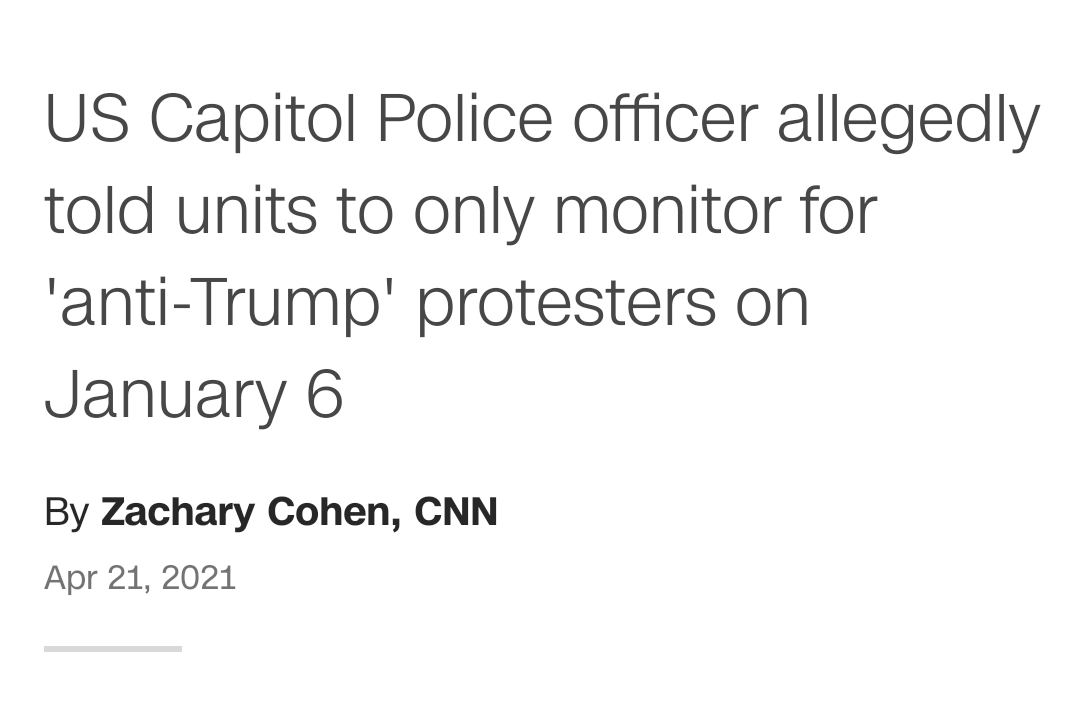 US Capitol Police officer allegedly
told units to only monitor for
'anti-Trump' protesters on
January 6
By Zachary Cohen, CNN
Apr 21, 2021